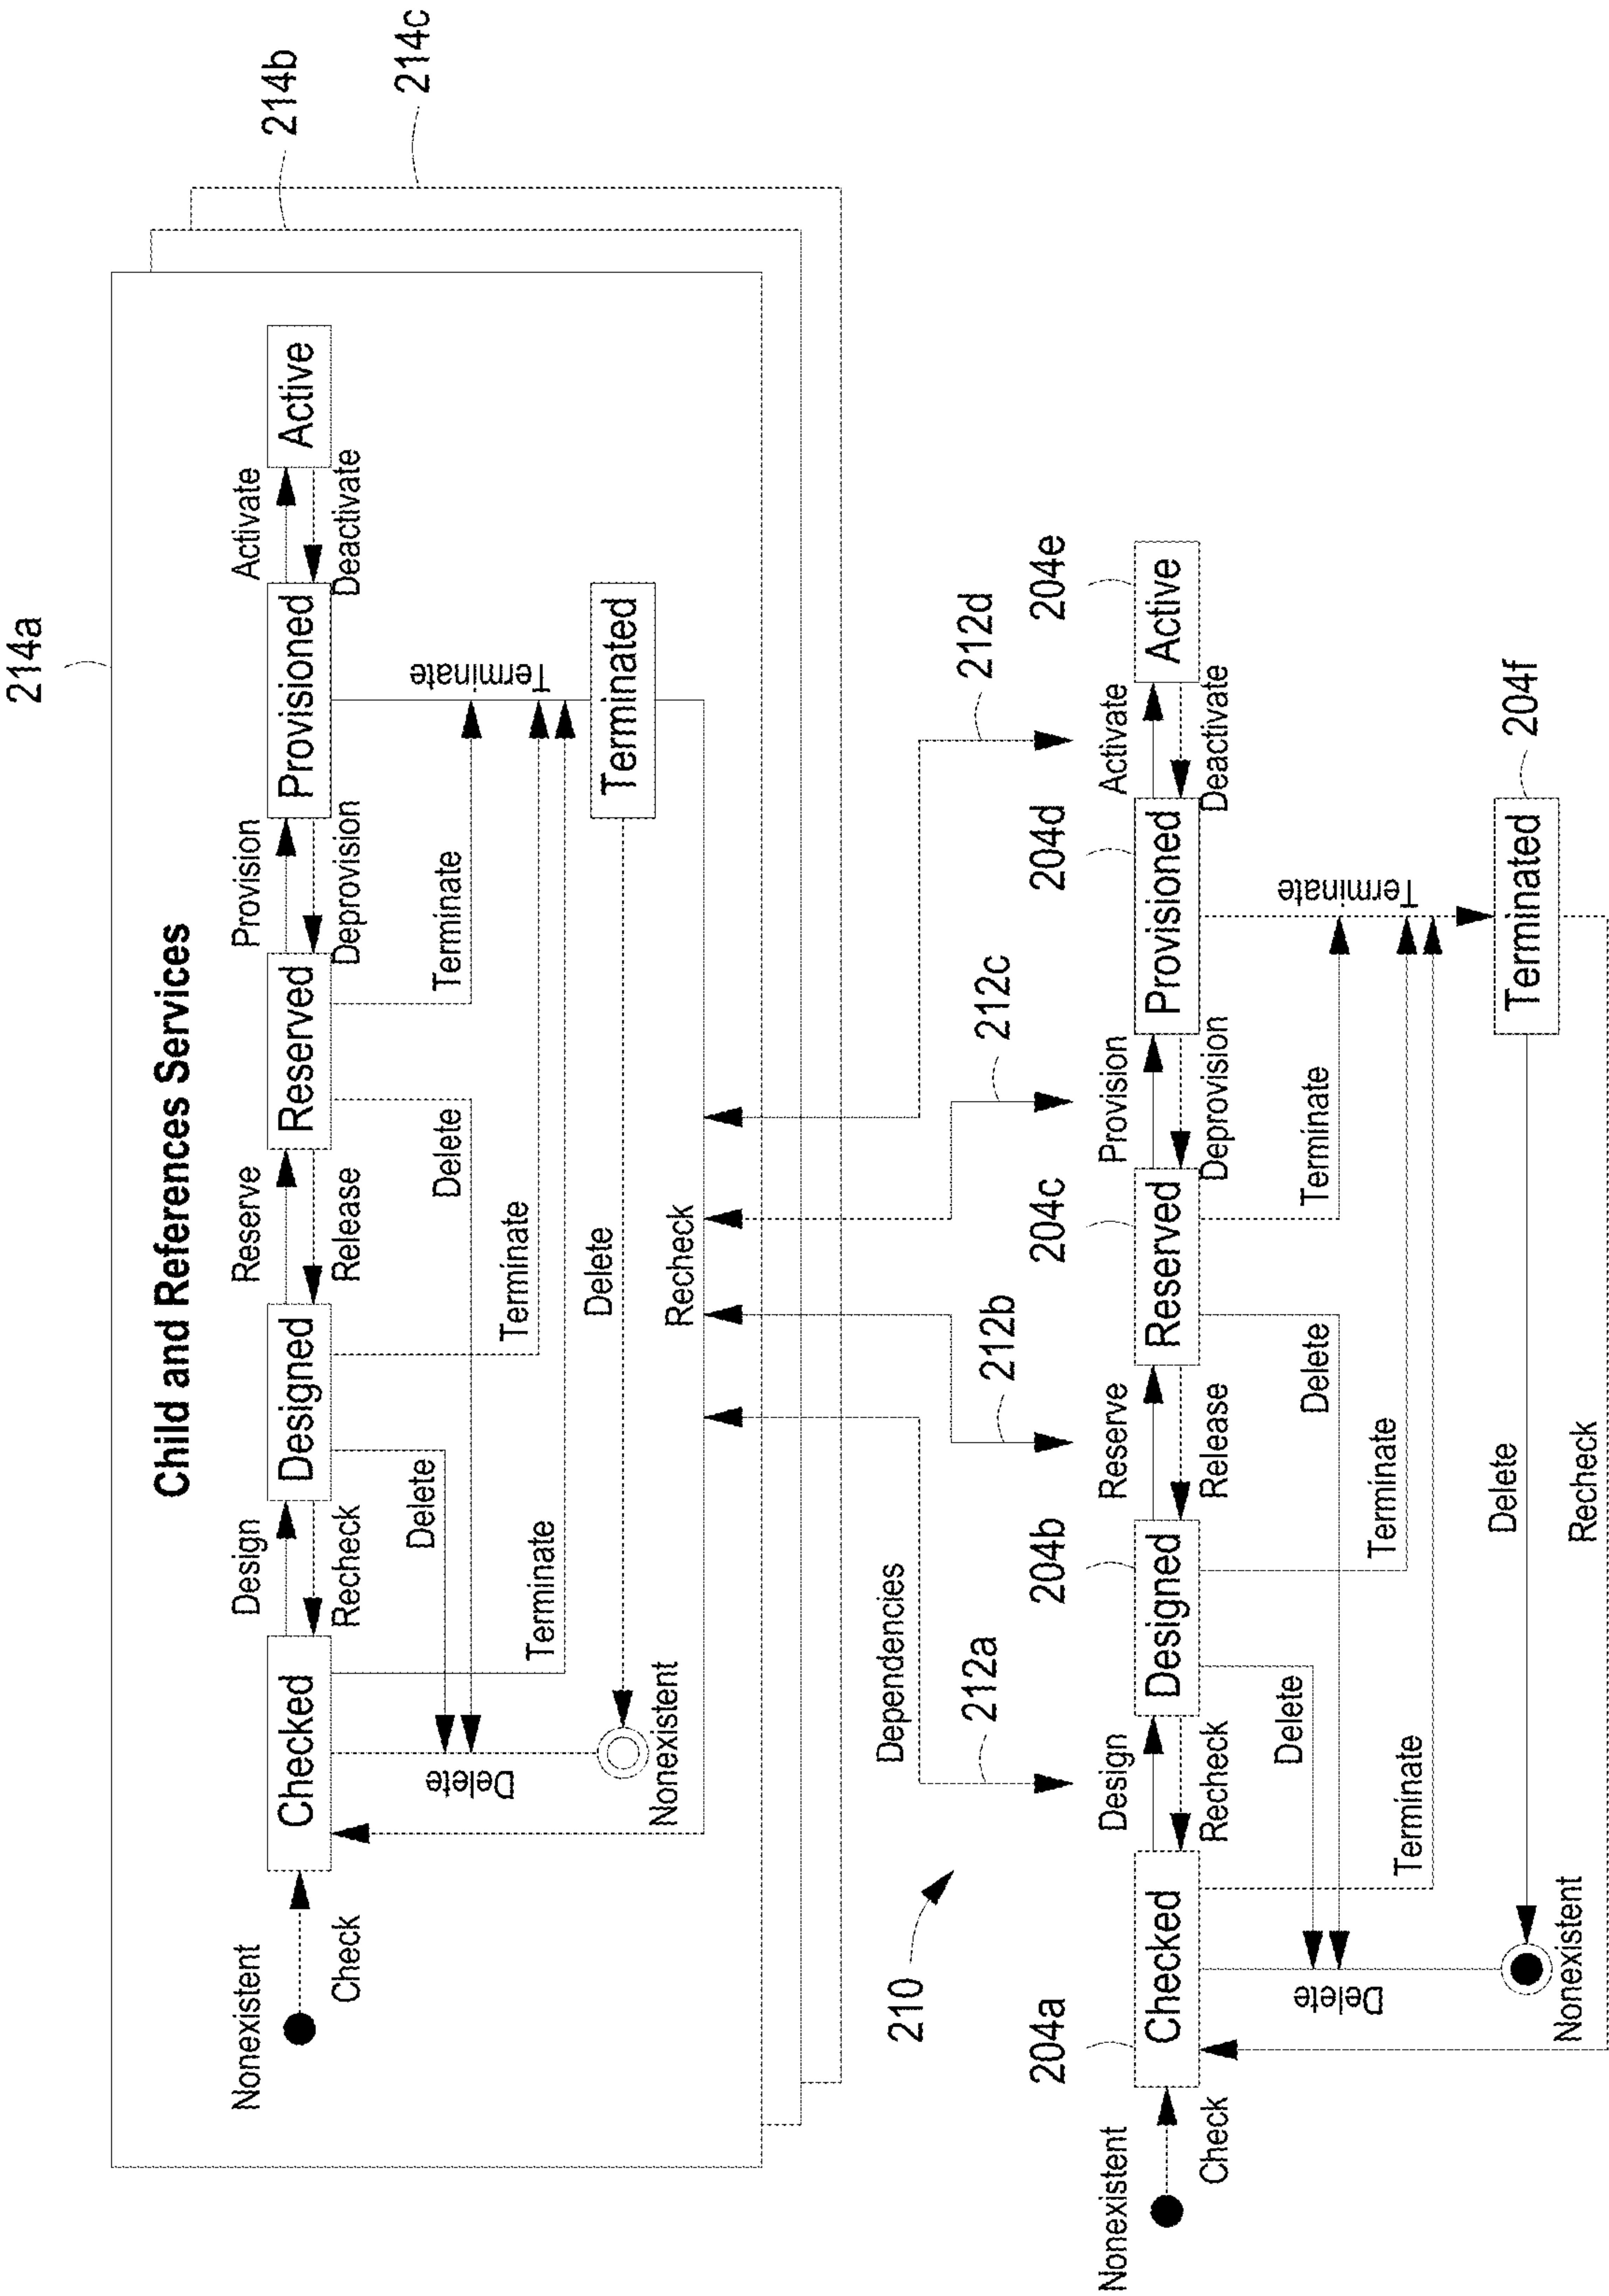 214a
214b
214c
Child and References Services
Nonexistent
Check
Checked
Design
Recheck
Designed
Reserve
Release
Reserved
Provision
Deprovision
Provisioned
Activate
Deactivate
Active
Delete
Delete
Delete
Terminate
Terminate
Terminate
Terminate
Nonexistent
Delete
Terminated
Recheck
Dependencies
210
212a
212b
212c
212d
204a
204b
204c
204d
204e
Nonexistent
Check
Checked
Design
Recheck
Designed
Reserve
Release
Reserved
Provision
Deprovision
Provisioned
Activate
Deactivate
Active
Delete
Delete
Delete
Terminate
Terminate
Terminate
Terminate
Nonexistent
Delete
Terminated
204f
Recheck